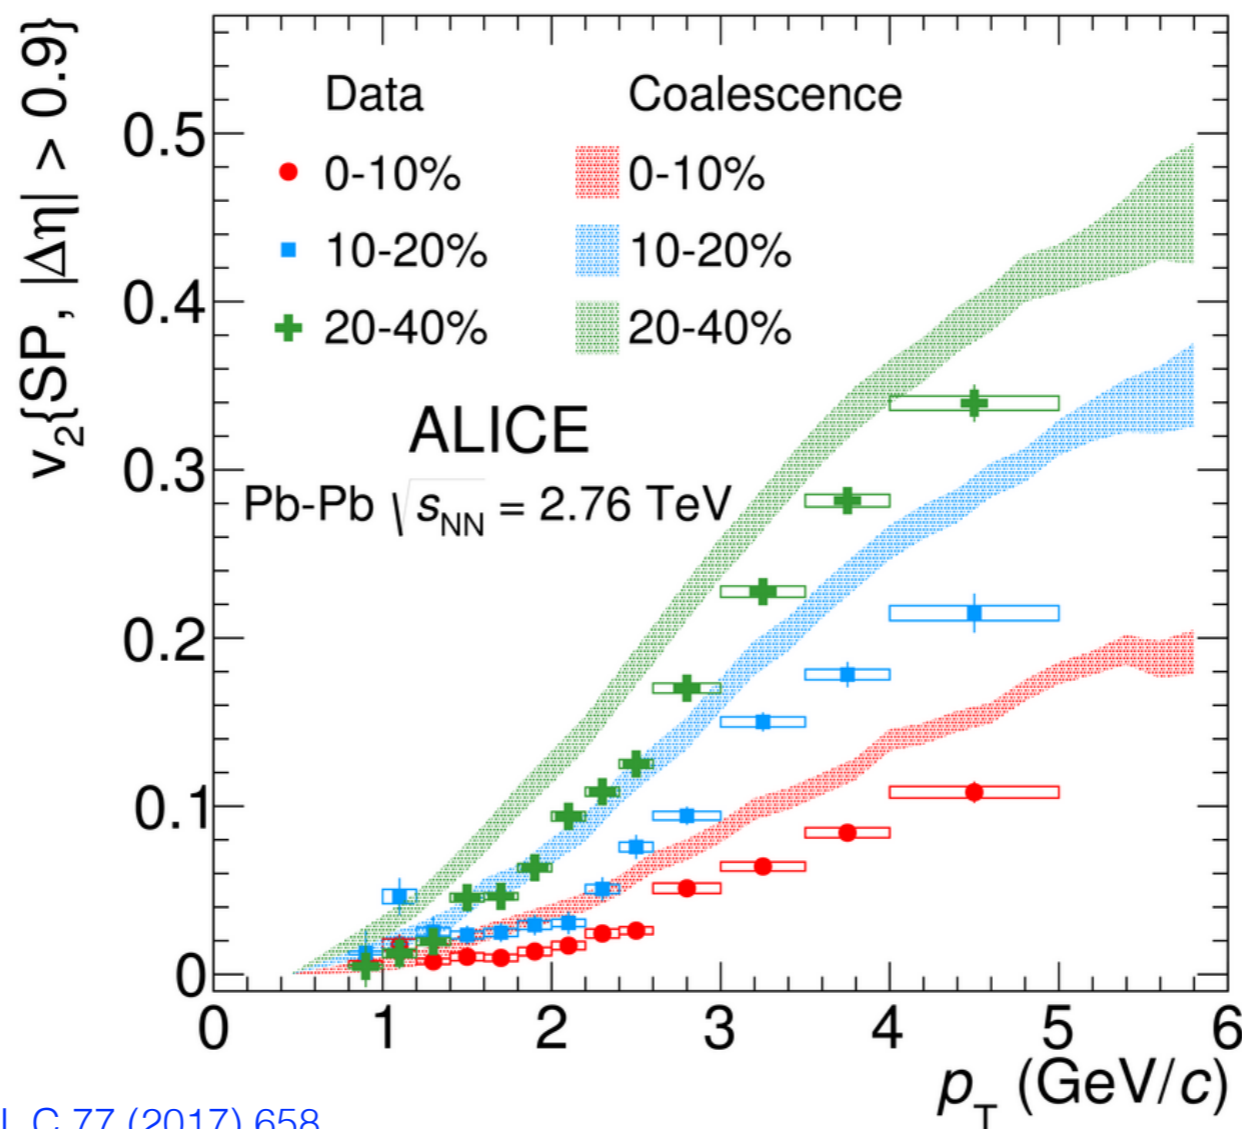 v2{SP, |Δη| > 0.9}
0.5
0.4
0.3
0.2
0.1
0
Data Coalescence
0-10% 0-10%
10-20% 10-20%
20-40% 20-40%
ALICE
Pb-Pb √sNN = 2.76 TeV
0 1 2 3 4 5 6
pT (GeV/c)
C 77 (2017) 658